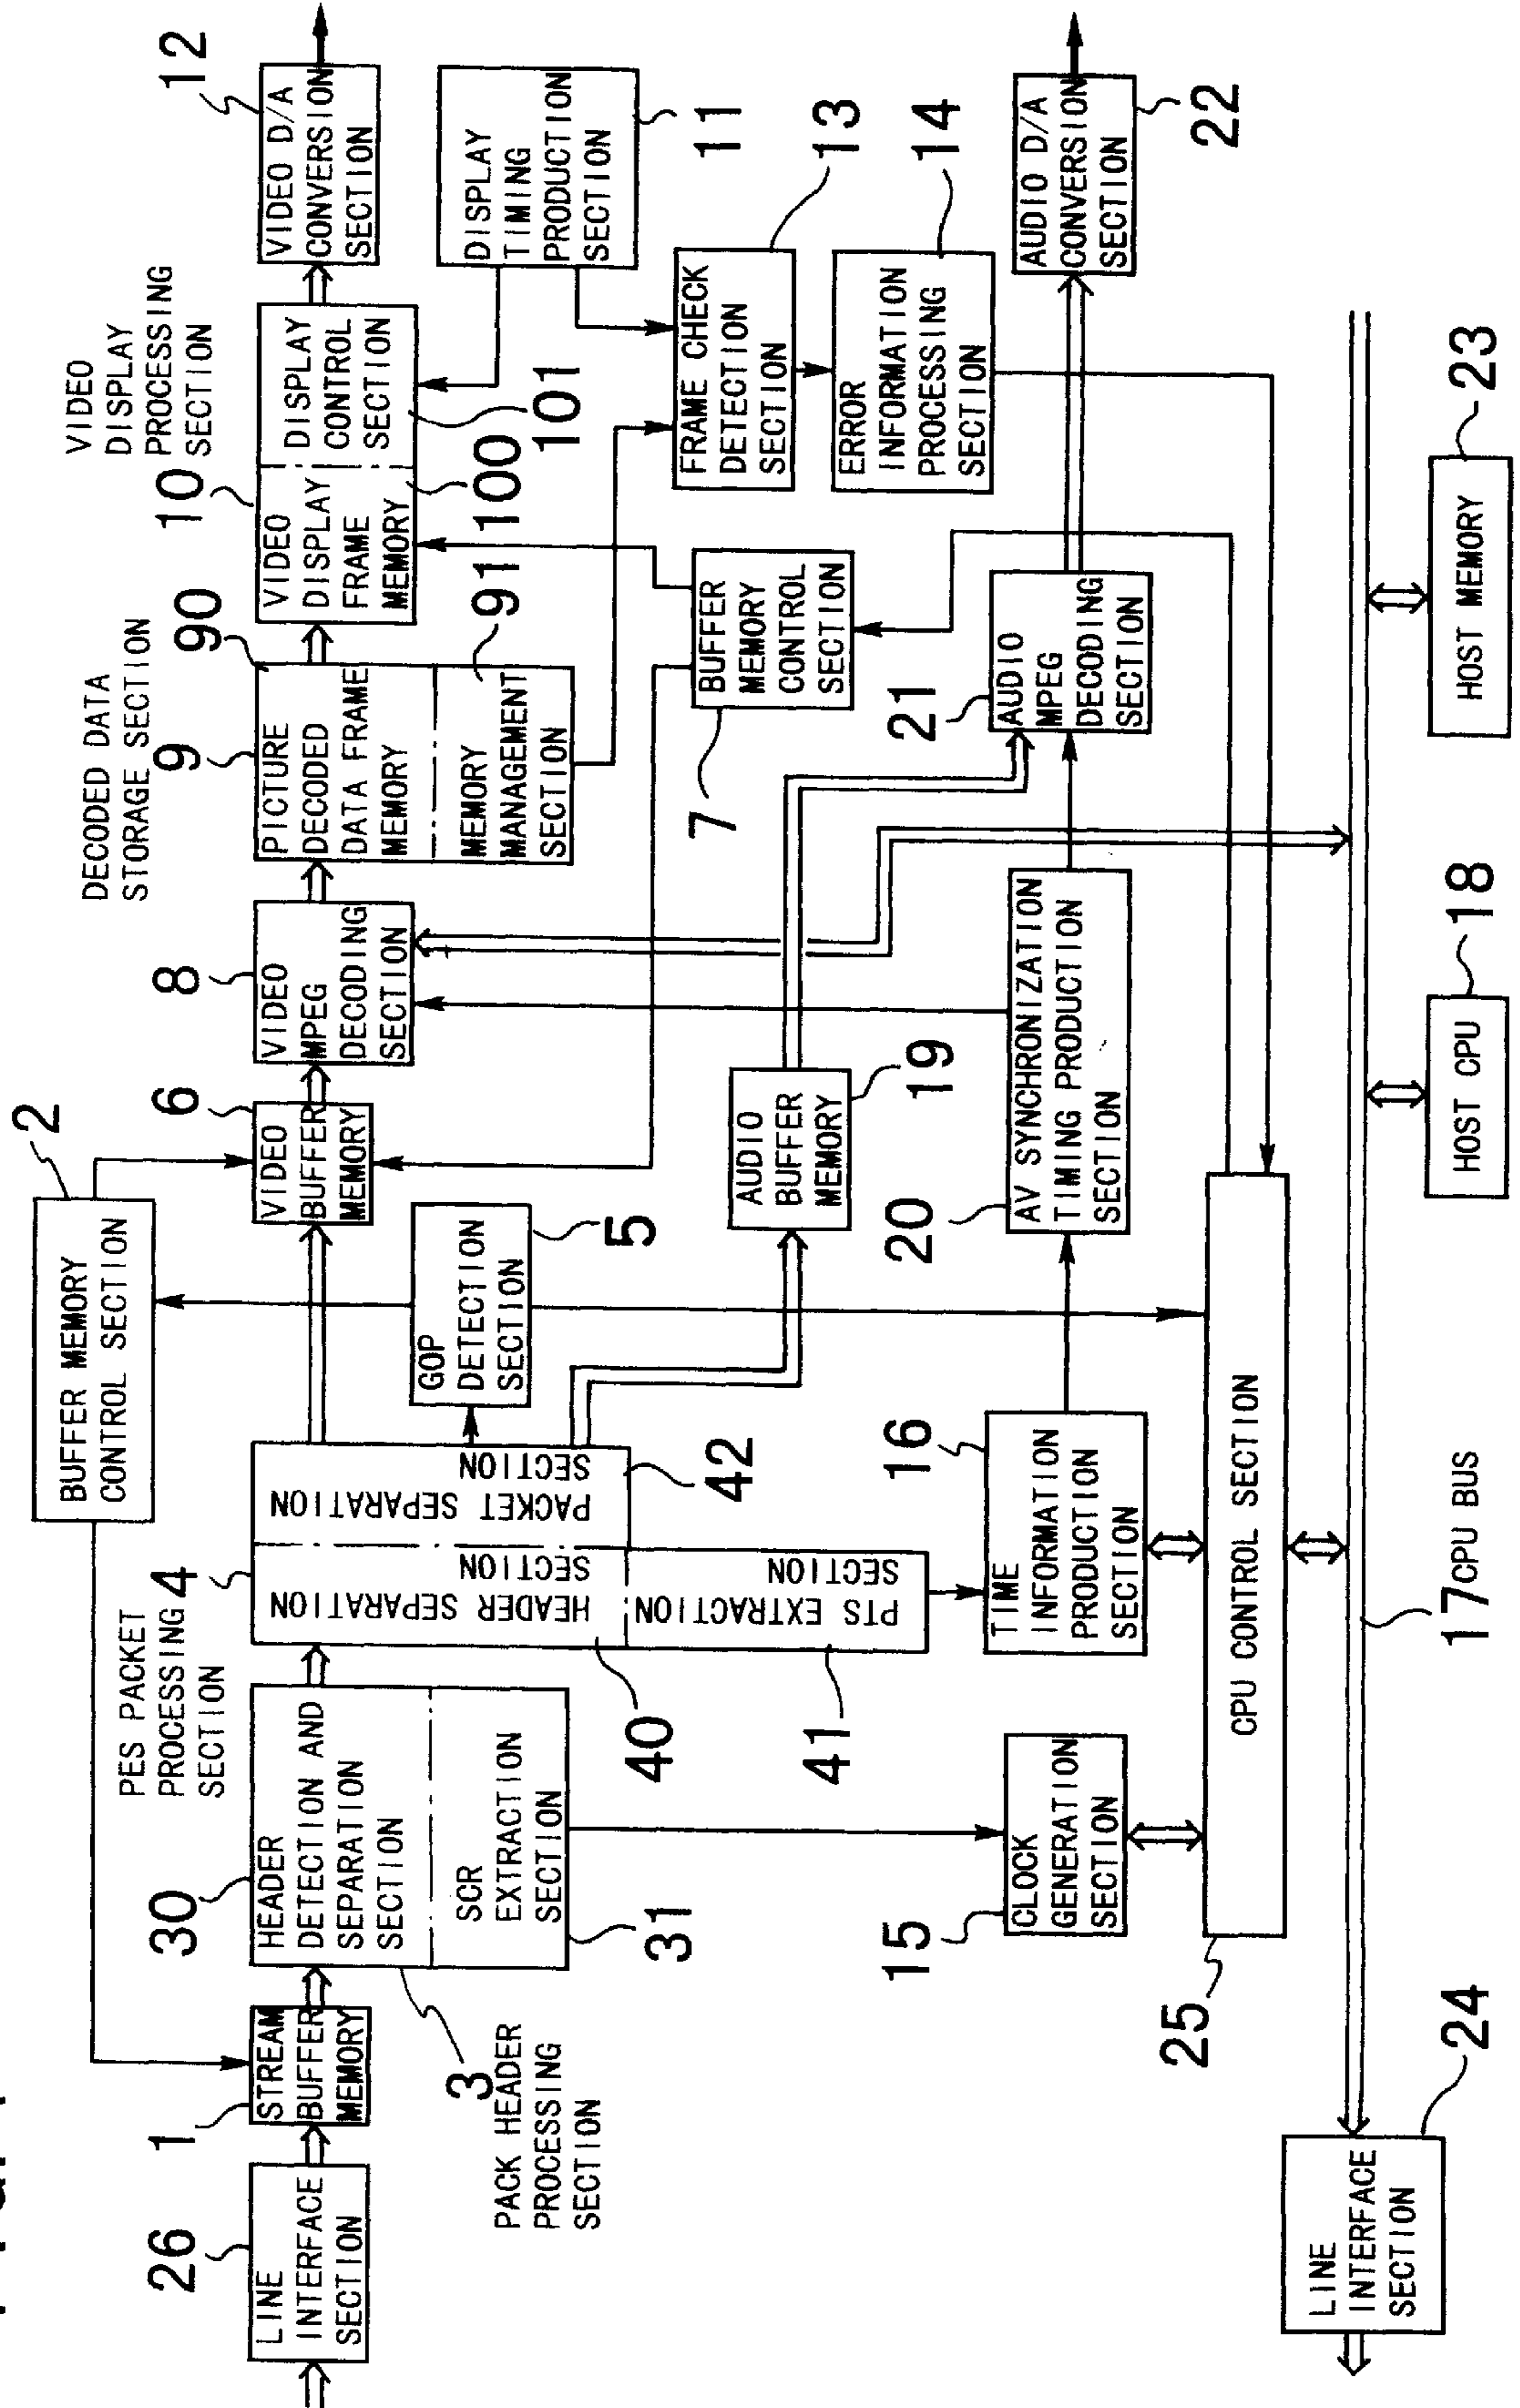 26
LINE
INTERFACE
SECTION
1
STREAM
BUFFER
MEMORY
2
BUFFER MEMORY
CONTROL SECTION
30
HEADER
DETECTION AND
SEPARATION
SECTION
SCR
EXTRACTION
SECTION
31
3
PACK HEADER
PROCESSING
SECTION
PES PACKET
PROCESSING
SECTION
4
HEADER SEPARATION
SECTION
PACKET SEPARATION
SECTION
PTS EXTRACTION
SECTION
40
41
42
GOP
DETECTION
SECTION
5
6
VIDEO
BUFFER
MEMORY
8
VIDEO
MPEG
DECODING
SECTION
DECODED DATA
STORAGE SECTION
9
90
PICTURE
DECODED
DATA FRAME
MEMORY
MEMORY
MANAGEMENT
SECTION
91
VIDEO
DISPLAY
PROCESSING
SECTION
10
VIDEO
DISPLAY
FRAME
MEMORY
100
DISPLAY
CONTROL
SECTION
101
12
VIDEO D/A
CONVERSION
SECTION
DISPLAY
TIMING
PRODUCTION
SECTION
11
FRAME CHECK
DETECTION
SECTION
13
ERROR
INFORMATION
PROCESSING
SECTION
14
BUFFER
MEMORY
CONTROL
SECTION
7
AUDIO
BUFFER
MEMORY
19
21
AUDIO
MPEG
DECODING
SECTION
AUDIO D/A
CONVERSION
SECTION
22
15
CLOCK
GENERATION
SECTION
16
TIME
INFORMATION
PRODUCTION
SECTION
20
AV SYNCHRONIZATION
TIMING PRODUCTION
SECTION
25
CPU CONTROL SECTION
17
CPU BUS
LINE
INTERFACE
SECTION
24
HOST CPU
18
HOST MEMORY
23